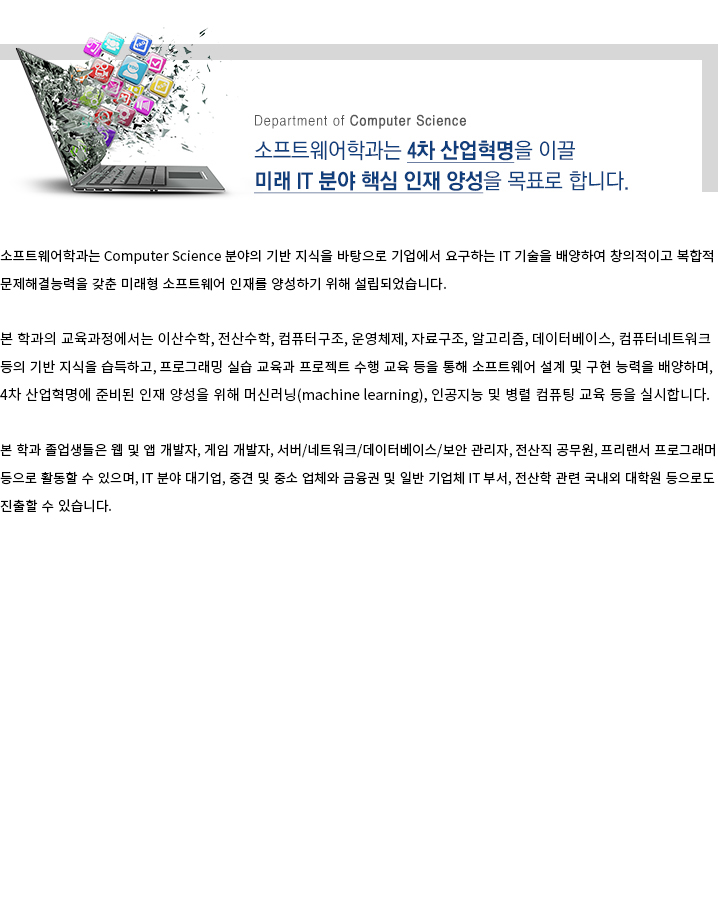 Department of Computer Science
소프트웨어학과는 4차 산업혁명을 이끌
미래 IT 분야 핵심 인재 양성을 목표로 합니다.
소프트웨어학과는 Computer Science 분야의 기반 지식을 바탕으로 기업에서 요구하는 IT 기술을 배양하여 창의적이고 복합적
문제해결능력을 갖춘 미래형 소프트웨어 인재를 양성하기 위해 설립되었습니다.
본 학과의 교육과정에서는 이산수학, 전산수학, 컴퓨터구조, 운영체제, 자료구조, 알고리즘, 데이터베이스, 컴퓨터네트워크
등의 기반 지식을 습득하고, 프로그래밍 실습 교육과 프로젝트 수행 교육 등을 통해 소프트웨어 설계 및 구현 능력을 배양하며,
4차 산업혁명에 준비된 인재 양성을 위해 머신러닝(machine learning), 인공지능 및 병렬 컴퓨팅 교육 등을 실시합니다.
본 학과 졸업생들은 웹 및 앱 개발자, 게임 개발자, 서버/네트워크/데이터베이스/보안 관리자, 전산직 공무원, 프리랜서 프로그래머
등으로 활동할 수 있으며, IT 분야 대기업, 중견 및 중소 업체와 금융권 및 일반 기업체 IT 부서, 전산학 관련 국내외 대학원 등으로도
진출할 수 있습니다.